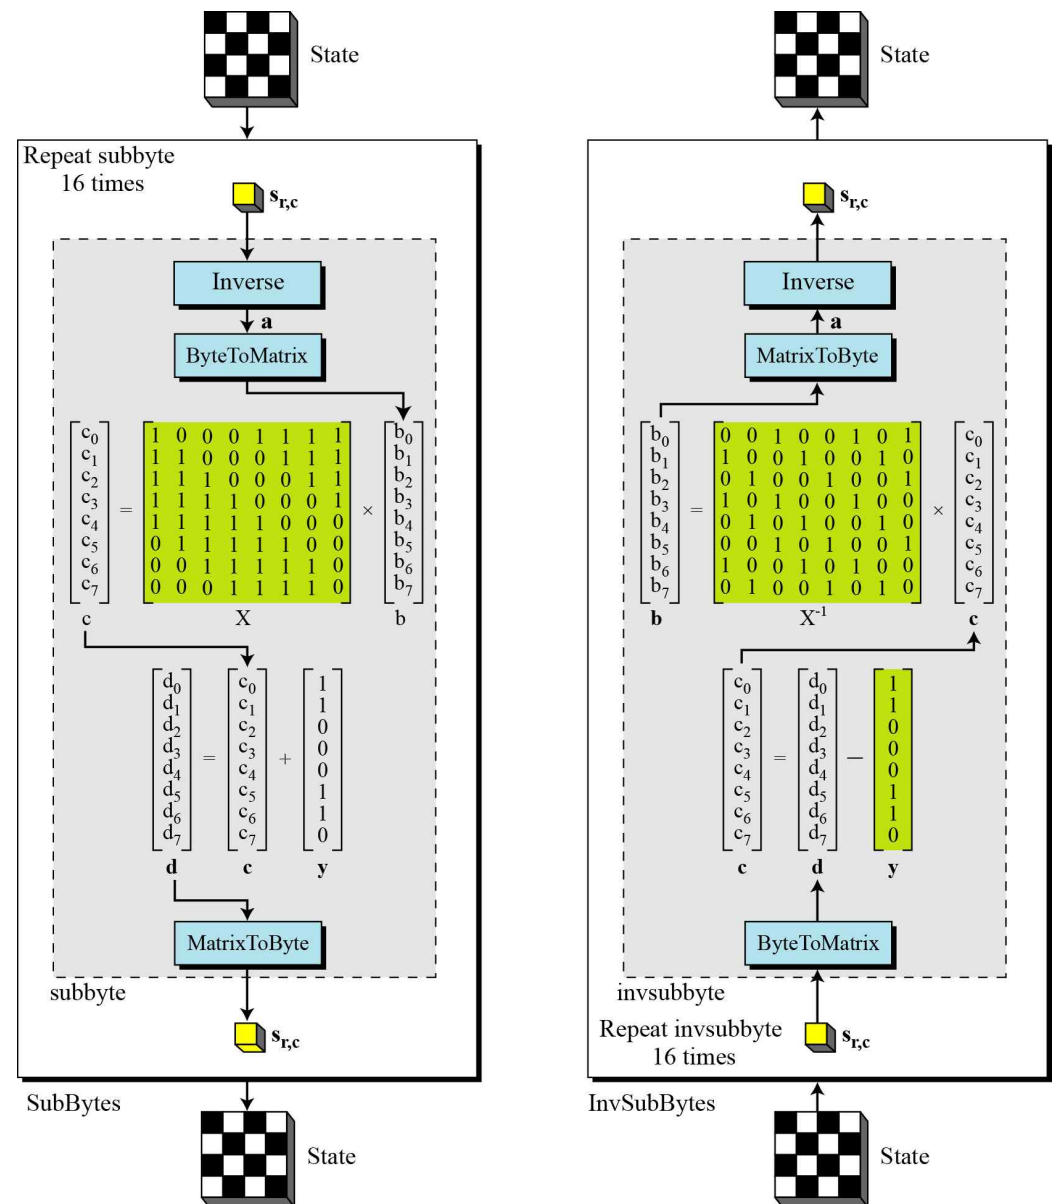 State
Repeat subbyte
16 times
s_r,c
Inverse
a
ByteToMatrix
c0 1 0 0 0 1 1 1 1 b0
c1 1 1 0 0 0 1 1 1 b1
c2 1 1 1 0 0 0 0 1 b2
c3 = 1 1 1 1 0 0 0 1 × b3
c4 1 1 1 1 1 0 0 0 b4
c5 0 1 1 1 1 1 0 0 b5
c6 0 0 1 1 1 1 1 0 b6
c7 0 0 0 1 1 1 1 0 b7
c X b
d0 c0 1
d1 c1 1
d2 c2 0
d3 = c3 + 0
d4 c4 0
d5 c5 1
d6 c6 1
d7 c7 0
d c y
MatrixToByte
subbyte
s_r,c
SubBytes
State
State
s_r,c
Inverse
a
MatrixToByte
b0 0 0 1 0 0 1 0 1 c0
b1 1 0 0 1 0 0 1 0 c1
b2 0 1 0 0 1 0 0 1 c2
b3 = 1 0 1 0 0 1 0 0 × c3
b4 0 1 0 1 0 0 1 0 c4
b5 0 0 1 0 1 0 0 1 c5
b6 1 0 0 1 0 1 0 0 c6
b7 0 1 0 0 1 0 1 0 c7
b X⁻¹ c
c0 d0 1
c1 d1 1
c2 d2 0
c3 = d3 — 0
c4 d4 0
c5 d5 1
c6 d6 1
c7 d7 0
c d y
ByteToMatrix
invsubbyte
Repeat invsubbyte
16 times
s_r,c
InvSubBytes
State